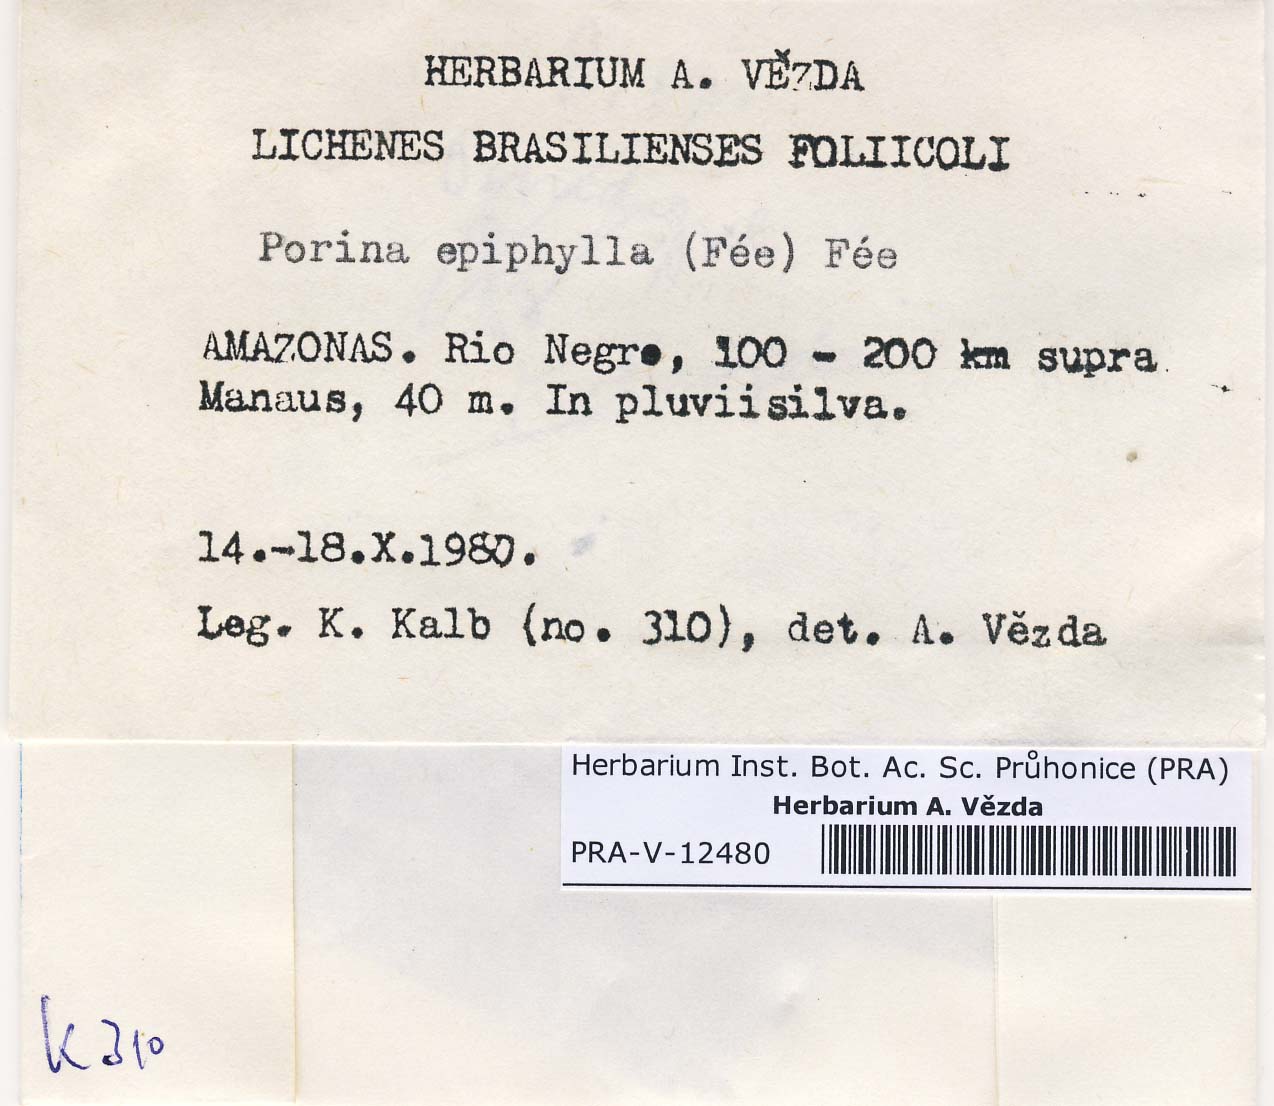 HERBARIUM A. VĚZDA
LICHENES BRASILIENSES FOLIICOLI
Porina epiphylla (Fée) Fée
AMAZONAS. Rio Negro, 100 - 200 km supra
Manaus, 40 m. In pluviisilva.
14.-18.X.1980.
Leg. K. Kalb (no. 310), det. A. Vězda
Herbarium Inst. Bot. Ac. Sc. Průhonice (PRA)
Herbarium A. Vězda
PRA-V-12480
K 310